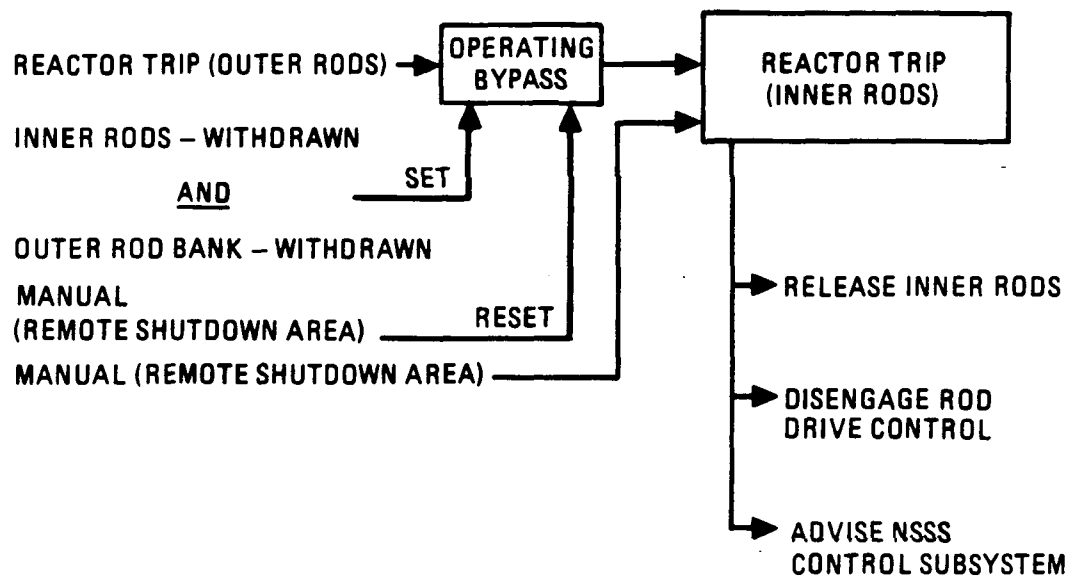 REACTOR TRIP (OUTER RODS)
OPERATING
BYPASS
REACTOR TRIP
(INNER RODS)
INNER RODS – WITHDRAWN
AND
SET
OUTER ROD BANK – WITHDRAWN
MANUAL
(REMOTE SHUTDOWN AREA)
RESET
MANUAL (REMOTE SHUTDOWN AREA)
RELEASE INNER RODS
DISENGAGE ROD
DRIVE CONTROL
ADVISE NSSS
CONTROL SUBSYSTEM